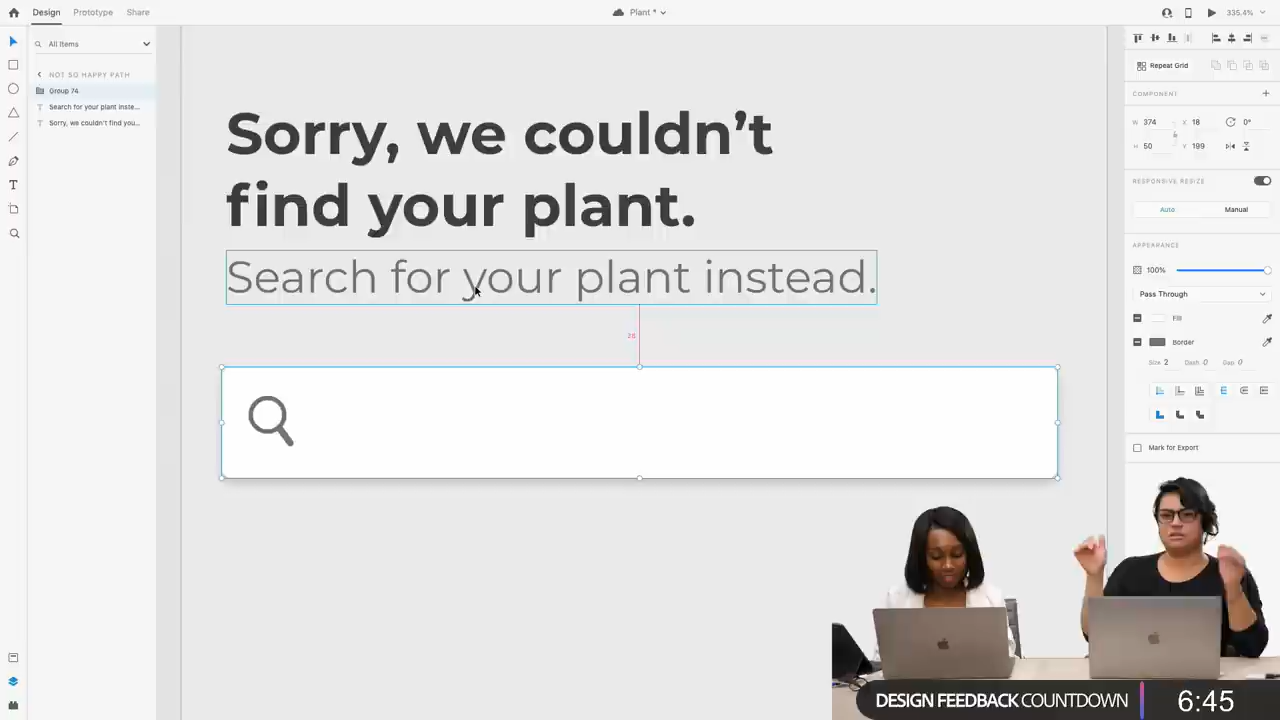 Design Prototype Share
Plant *
335.4%
All Items
NOT SO HAPPY PATH
Group 74
Search for your plant inste...
Sorry, we couldn't find you...
Sorry, we couldn’t
find your plant.
Search for your plant instead.
28
Repeat Grid
COMPONENT
W 374 X 18 0°
H 50 Y 199
RESPONSIVE RESIZE
Auto Manual
APPEARANCE
100%
Pass Through
Fill
Border
Size: 2 Dash: 0 Gap: 0
Mark for Export
DESIGN FEEDBACK COUNTDOWN 6:45